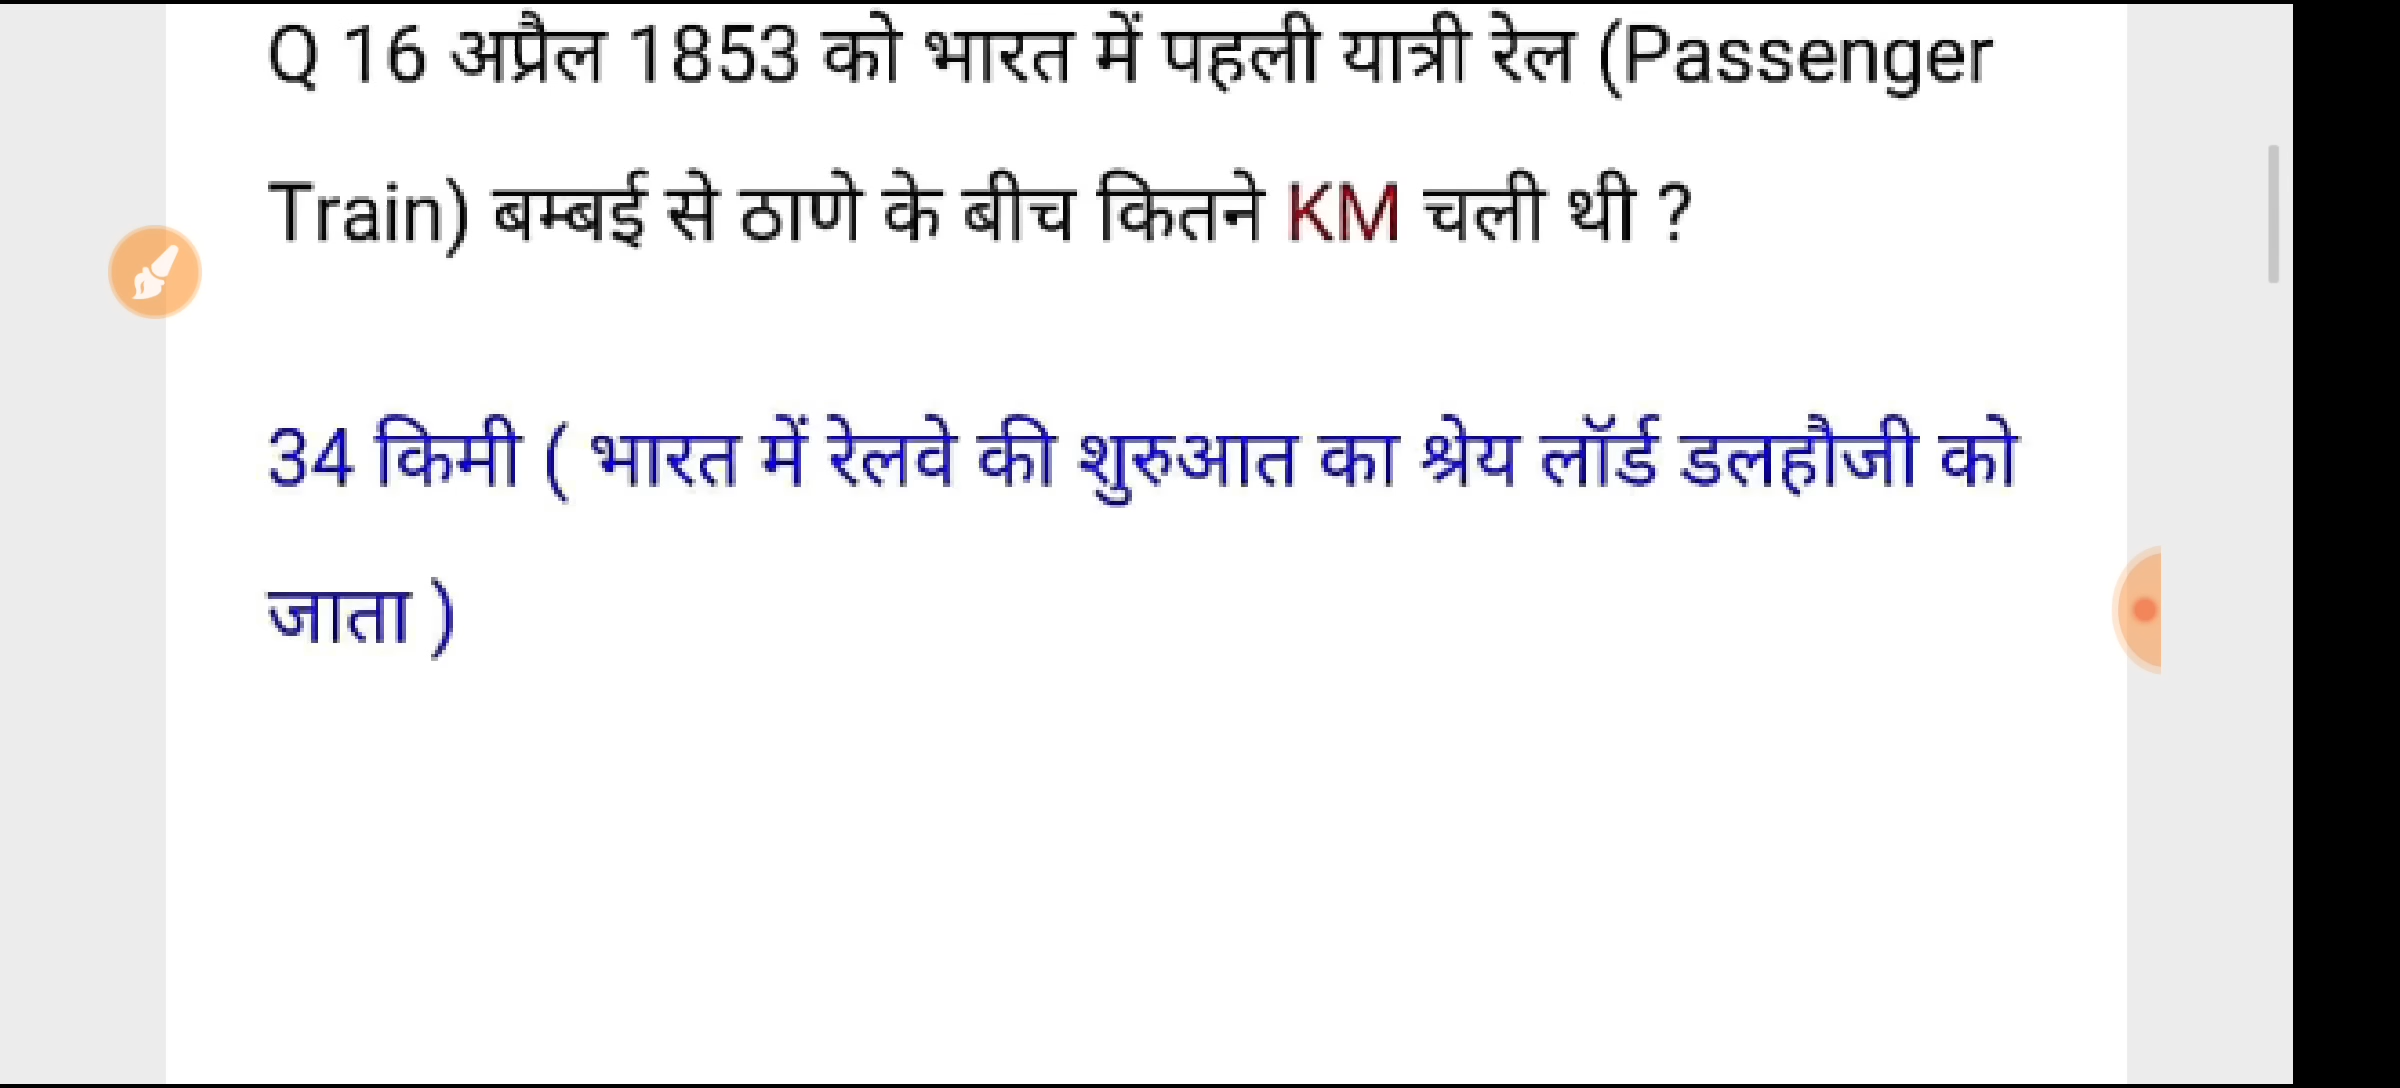 Q 16 अप्रैल 1853 को भारत में पहली यात्री रेल (Passenger
Train) बम्बई से ठाणे के बीच कितने KM चली थी ?
34 किमी ( भारत में रेलवे की शुरुआत का श्रेय लॉर्ड डलहौजी को
जाता )